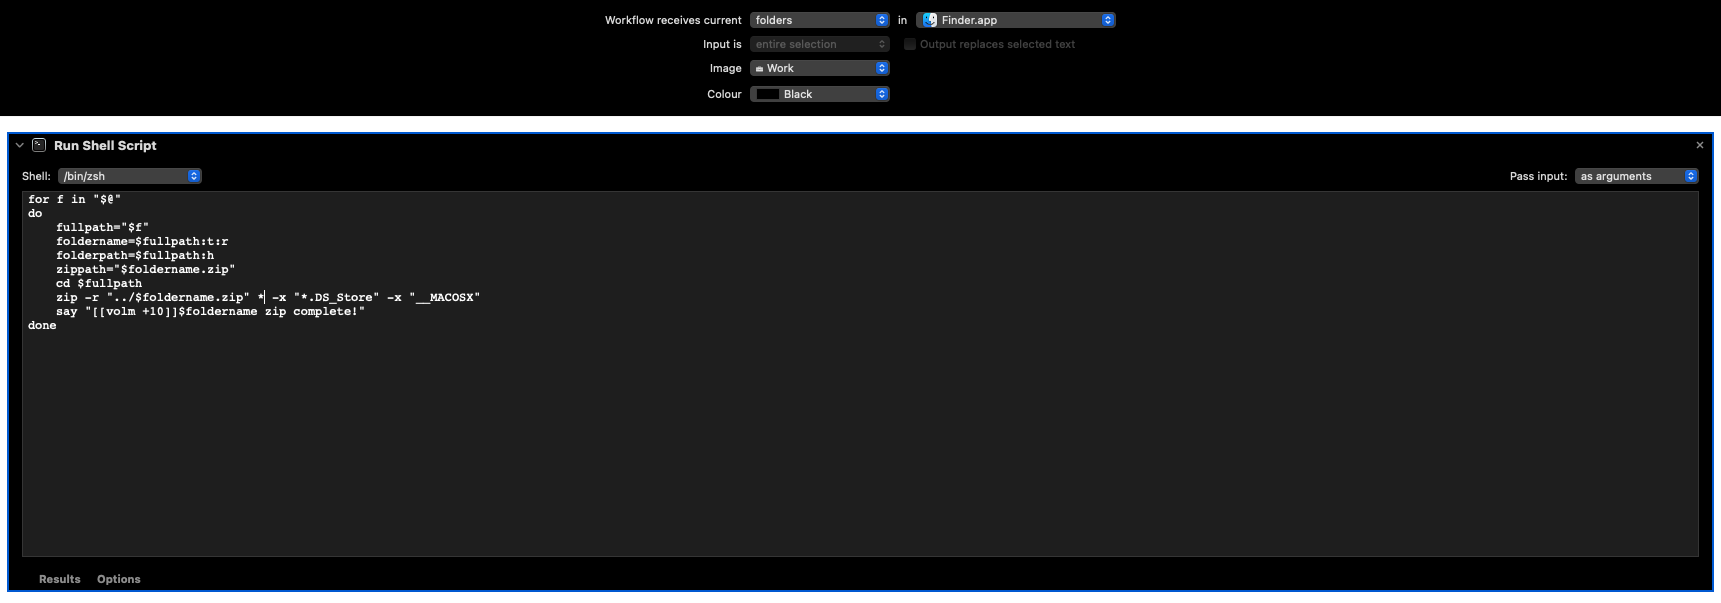 Workflow receives current folders in Finder.app
Input is entire selection Output replaces selected text
Image Work
Colour Black
Run Shell Script
Shell: /bin/zsh Pass input: as arguments
for f in "$@"
do
    fullpath="$f"
    foldername=$fullpath:t:r
    folderpath=$fullpath:h
    zippath="$foldername.zip"
    cd $fullpath
    zip -r "../$foldername.zip" * -x "*.DS_Store" -x "__MACOSX"
    say "[[volm +10]]$foldername zip complete!"
done
Results Options